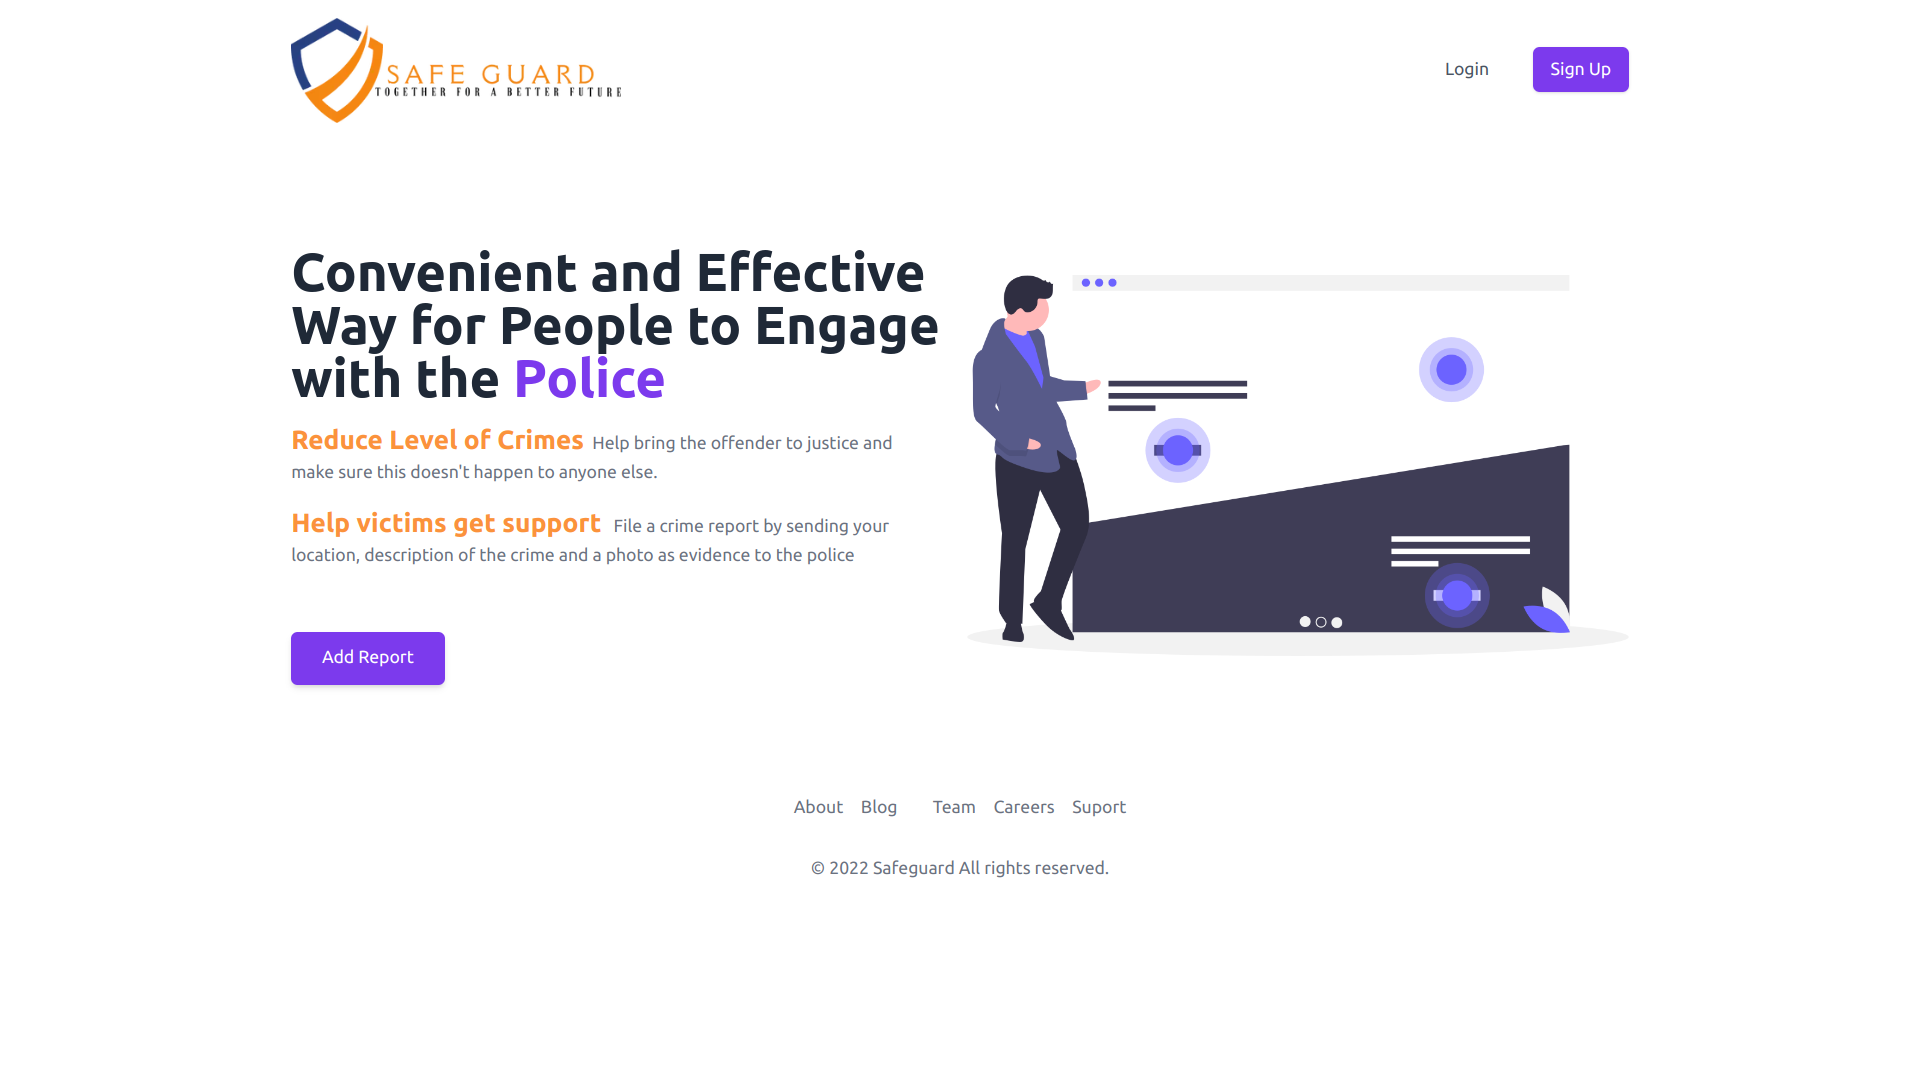 SAFE GUARD
TOGETHER FOR A BETTER FUTURE
Login
Sign Up
Convenient and Effective
Way for People to Engage
with the Police
Reduce Level of Crimes Help bring the offender to justice and
make sure this doesn't happen to anyone else.
Help victims get support File a crime report by sending your
location, description of the crime and a photo as evidence to the police
Add Report
About Blog Team Careers Suport
© 2022 Safeguard All rights reserved.